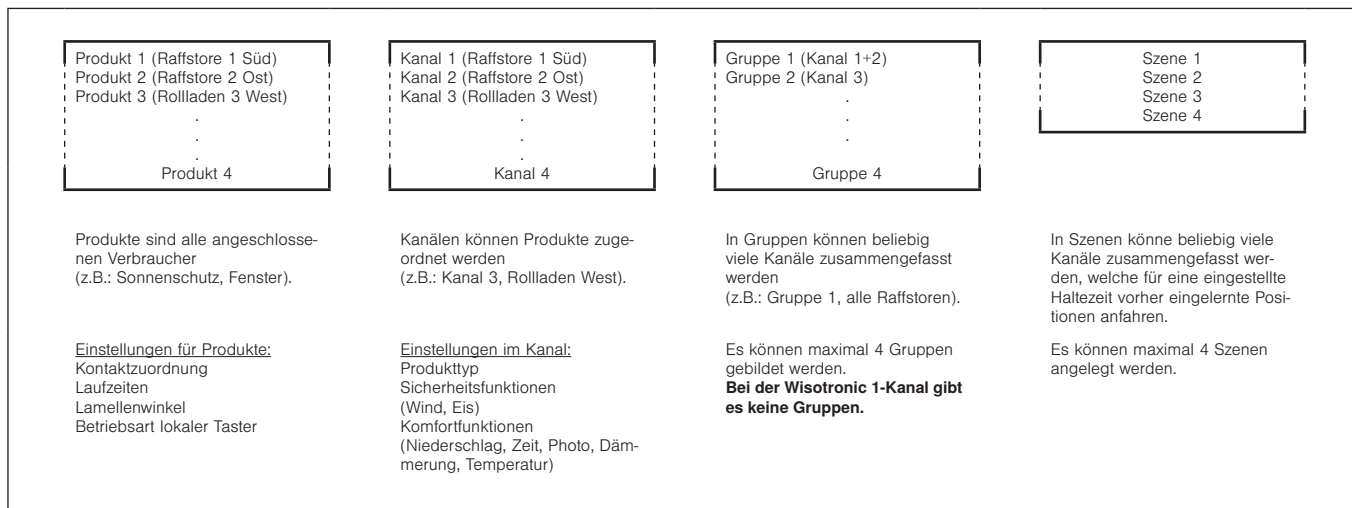 Produkt 1 (Raffstore 1 Süd)
Produkt 2 (Raffstore 2 Ost)
Produkt 3 (Rollladen 3 West)
.
.
.
Produkt 4
Produkte sind alle angeschlosse-
nen Verbraucher
(z.B.: Sonnenschutz, Fenster).
Einstellungen für Produkte:
Kontaktzuordnung
Laufzeiten
Lamellenwinkel
Betriebsart lokaler Taster
Kanal 1 (Raffstore 1 Süd)
Kanal 2 (Raffstore 2 Ost)
Kanal 3 (Rollladen 3 West)
.
.
.
Kanal 4
Kanälen können Produkte zuge-
ordnet werden
(z.B.: Kanal 3, Rollladen West).
Einstellungen im Kanal:
Produkttyp
Sicherheitsfunktionen
(Wind, Eis)
Komfortfunktionen
(Niederschlag, Zeit, Photo, Däm-
merung, Temperatur)
Gruppe 1 (Kanal 1+2)
Gruppe 2 (Kanal 3)
.
.
.
Gruppe 4
In Gruppen können beliebig
viele Kanäle zusammengefasst
werden
(z.B.: Gruppe 1, alle Raffstoren).
Es können maximal 4 Gruppen
gebildet werden.
Bei der Wisotronic 1-Kanal gibt
es keine Gruppen.
Szene 1
Szene 2
Szene 3
Szene 4
In Szenen könne beliebig viele
Kanäle zusammengefasst wer-
den, welche für eine eingestellte
Haltezeit vorher eingelernte Posi-
tionen anfahren.
Es können maximal 4 Szenen
angelegt werden.